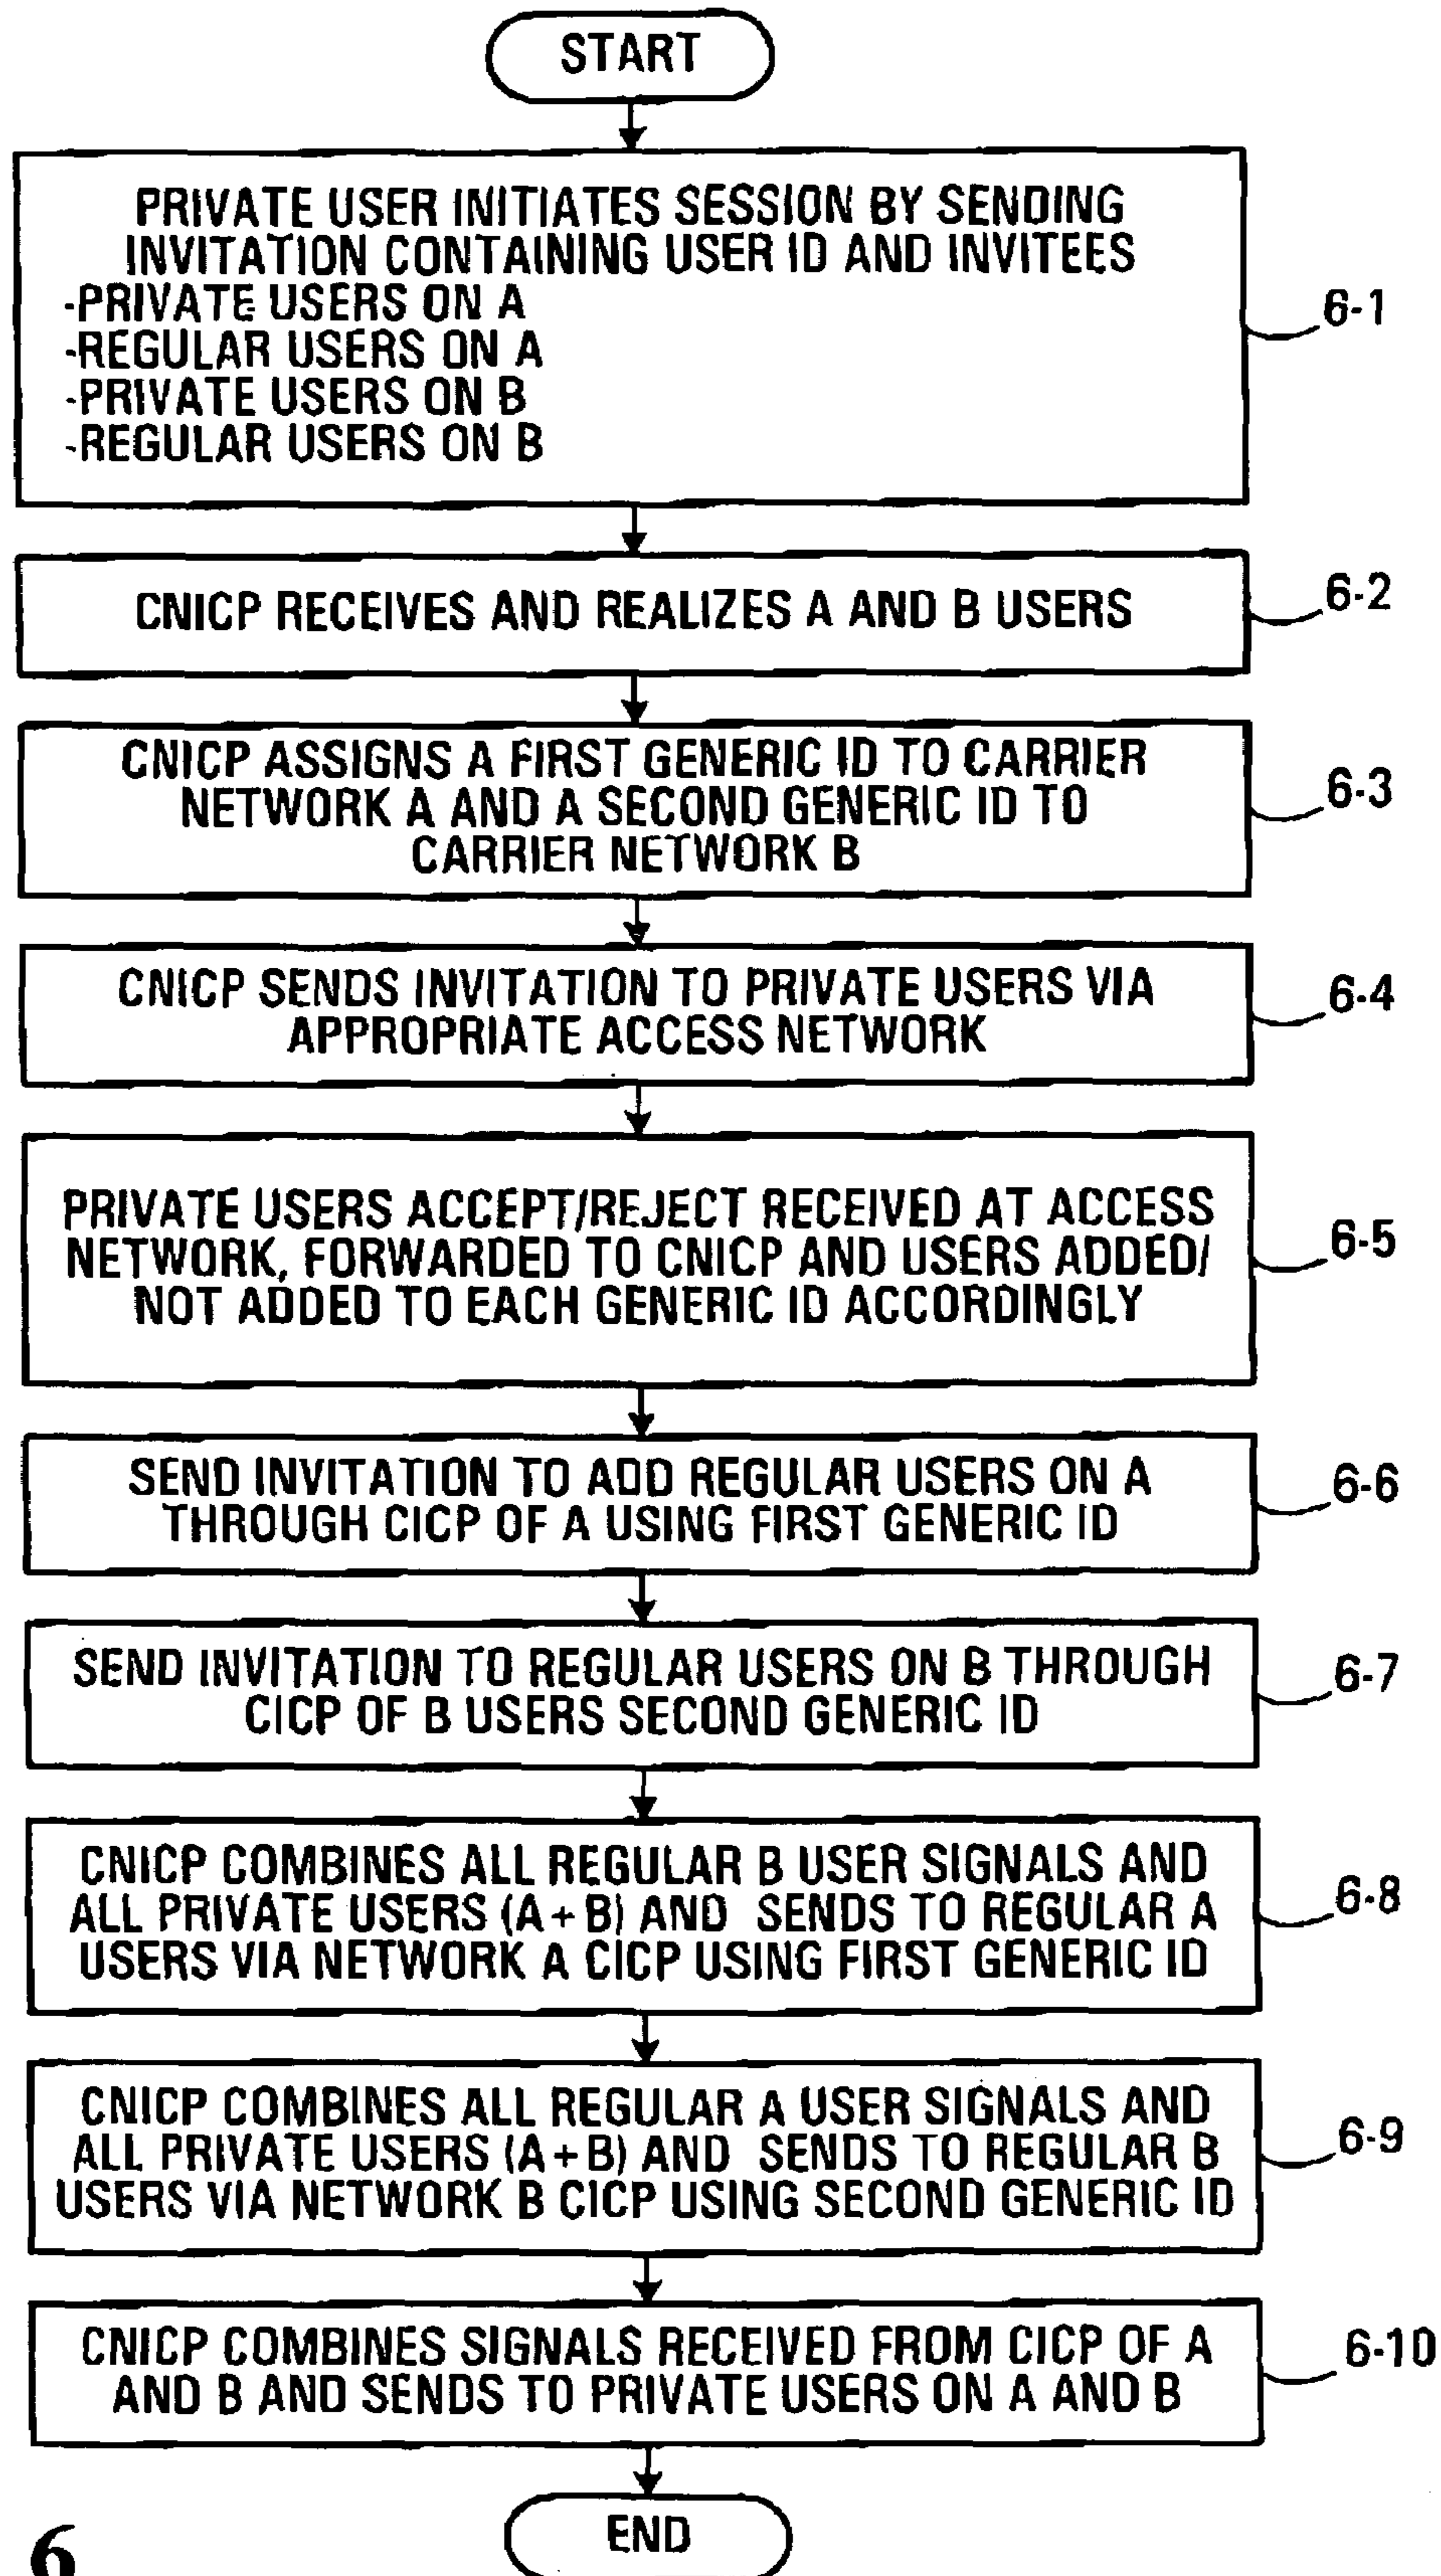 START
PRIVATE USER INITIATES SESSION BY SENDING
INVITATION CONTAINING USER ID AND INVITEES
-PRIVATE USERS ON A
-REGULAR USERS ON A
-PRIVATE USERS ON B
-REGULAR USERS ON B
6-1
CNICP RECEIVES AND REALIZES A AND B USERS
6-2
CNICP ASSIGNS A FIRST GENERIC ID TO CARRIER
NETWORK A AND A SECOND GENERIC ID TO
CARRIER NETWORK B
6-3
CNICP SENDS INVITATION TO PRIVATE USERS VIA
APPROPRIATE ACCESS NETWORK
6-4
PRIVATE USERS ACCEPT/REJECT RECEIVED AT ACCESS
NETWORK, FORWARDED TO CNICP AND USERS ADDED/
NOT ADDED TO EACH GENERIC ID ACCORDINGLY
6-5
SEND INVITATION TO ADD REGULAR USERS ON A
THROUGH CICP OF A USING FIRST GENERIC ID
6-6
SEND INVITATION TO REGULAR USERS ON B THROUGH
CICP OF B USERS SECOND GENERIC ID
6-7
CNICP COMBINES ALL REGULAR B USER SIGNALS AND
ALL PRIVATE USERS (A+B) AND SENDS TO REGULAR A
USERS VIA NETWORK A CICP USING FIRST GENERIC ID
6-8
CNICP COMBINES ALL REGULAR A USER SIGNALS AND
ALL PRIVATE USERS (A+B) AND SENDS TO REGULAR B
USERS VIA NETWORK B CICP USING SECOND GENERIC ID
6-9
CNICP COMBINES SIGNALS RECEIVED FROM CICP OF A
AND B AND SENDS TO PRIVATE USERS ON A AND B
6-10
END
6